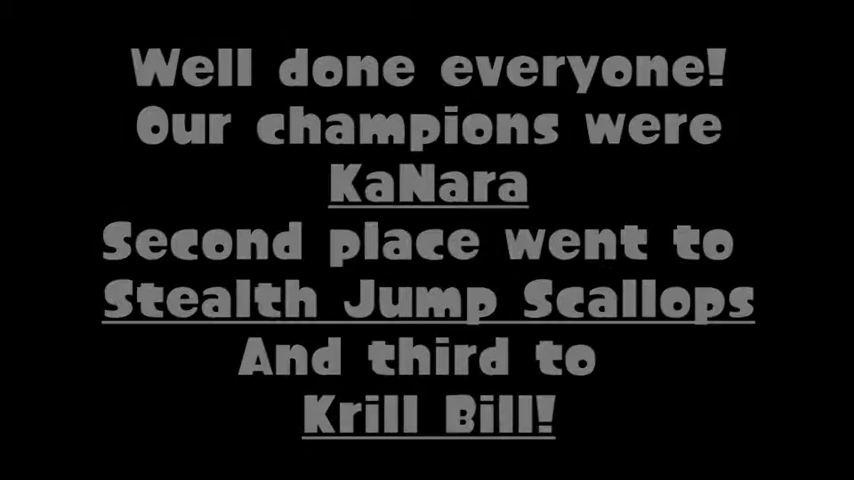 Well done everyone!
Our champions were
KaNara
Second place went to
Stealth Jump Scallops
And third to
Krill Bill!